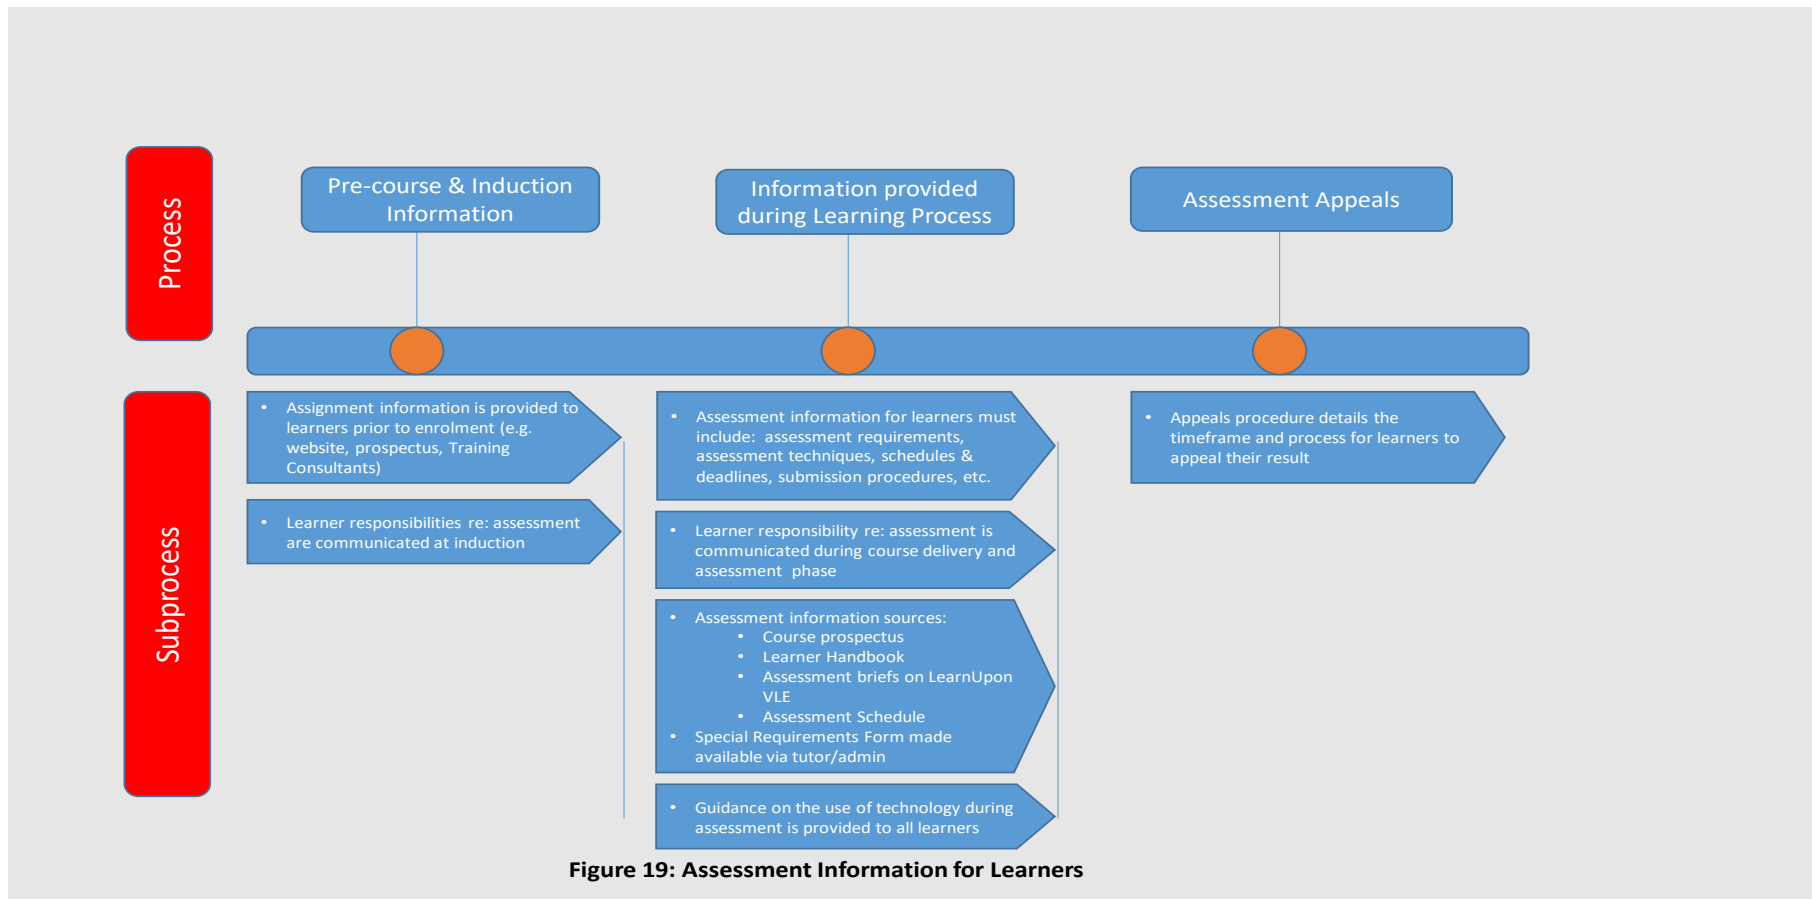 Process
Pre-course & Induction
Information
Information provided
during Learning Process
Assessment Appeals
Subprocess
• Assignment information is provided to
learners prior to enrolment (e.g.
website, prospectus, Training
Consultants)
• Learner responsibilities re: assessment
are communicated at induction
• Assessment information for learners must
include: assessment requirements,
assessment techniques, schedules &
deadlines, submission procedures, etc.
• Learner responsibility re: assessment is
communicated during course delivery and
assessment phase
• Assessment information sources:
• Course prospectus
• Learner Handbook
• Assessment briefs on LearnUpon
VLE
• Assessment Schedule
• Special Requirements Form made
available via tutor/admin
• Guidance on the use of technology during
assessment is provided to all learners
• Appeals procedure details the
timeframe and process for learners to
appeal their result
Figure 19: Assessment Information for Learners